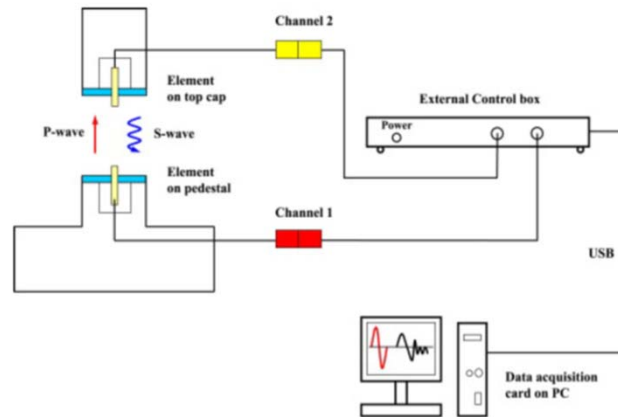 Channel 2
Element
on top cap
External Control box
Power
P-wave
S-wave
Element
on pedestal
Channel 1
USB
Data acquisition
card on PC